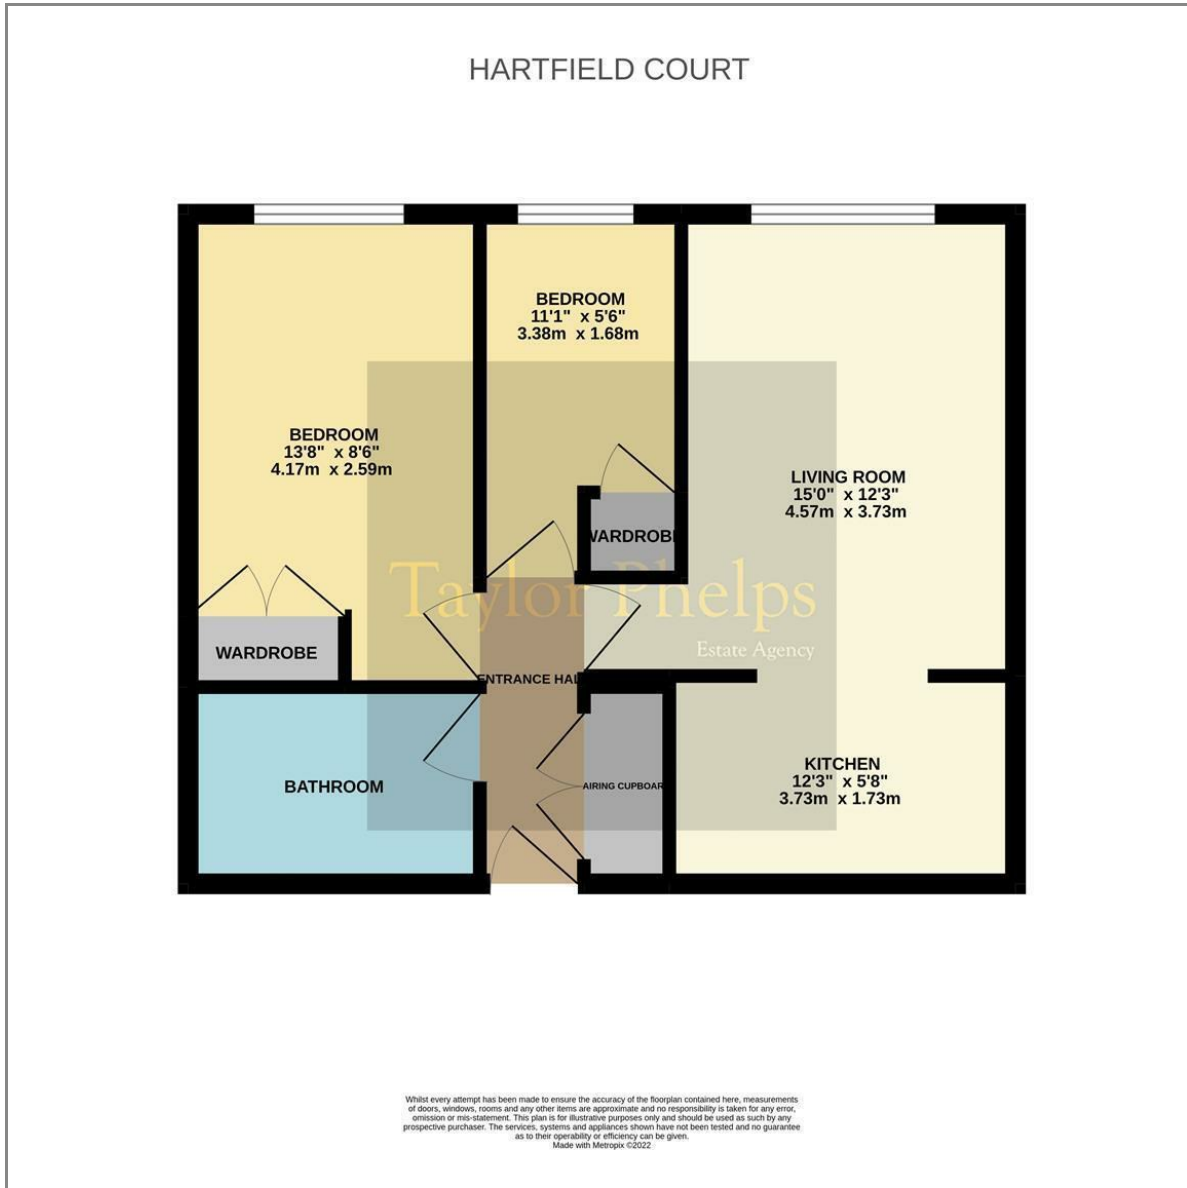 HARTFIELD COURT
BEDROOM
11'1" x 5'6"
3.38m x 1.68m
BEDROOM
13'8" x 8'6"
4.17m x 2.59m
LIVING ROOM
15'0" x 12'3"
4.57m x 3.73m
WARDROBE
Taylor Phelps
Estate Agency
WARDROBE
ENTRANCE HALL
BATHROOM
AIRING CUPBOARD
KITCHEN
12'3" x 5'8"
3.73m x 1.73m
Whilst every attempt has been made to ensure the accuracy of the floorplan contained here, measurements
of doors, windows, rooms and any other items are approximate and no responsibility is taken for any error,
omission or mis-statement. This plan is for illustrative purposes only and should be used as such by any
prospective purchaser. The services, systems and appliances shown have not been tested and no guarantee
as to their operability or efficiency can be given.
Made with Metropix ©2022